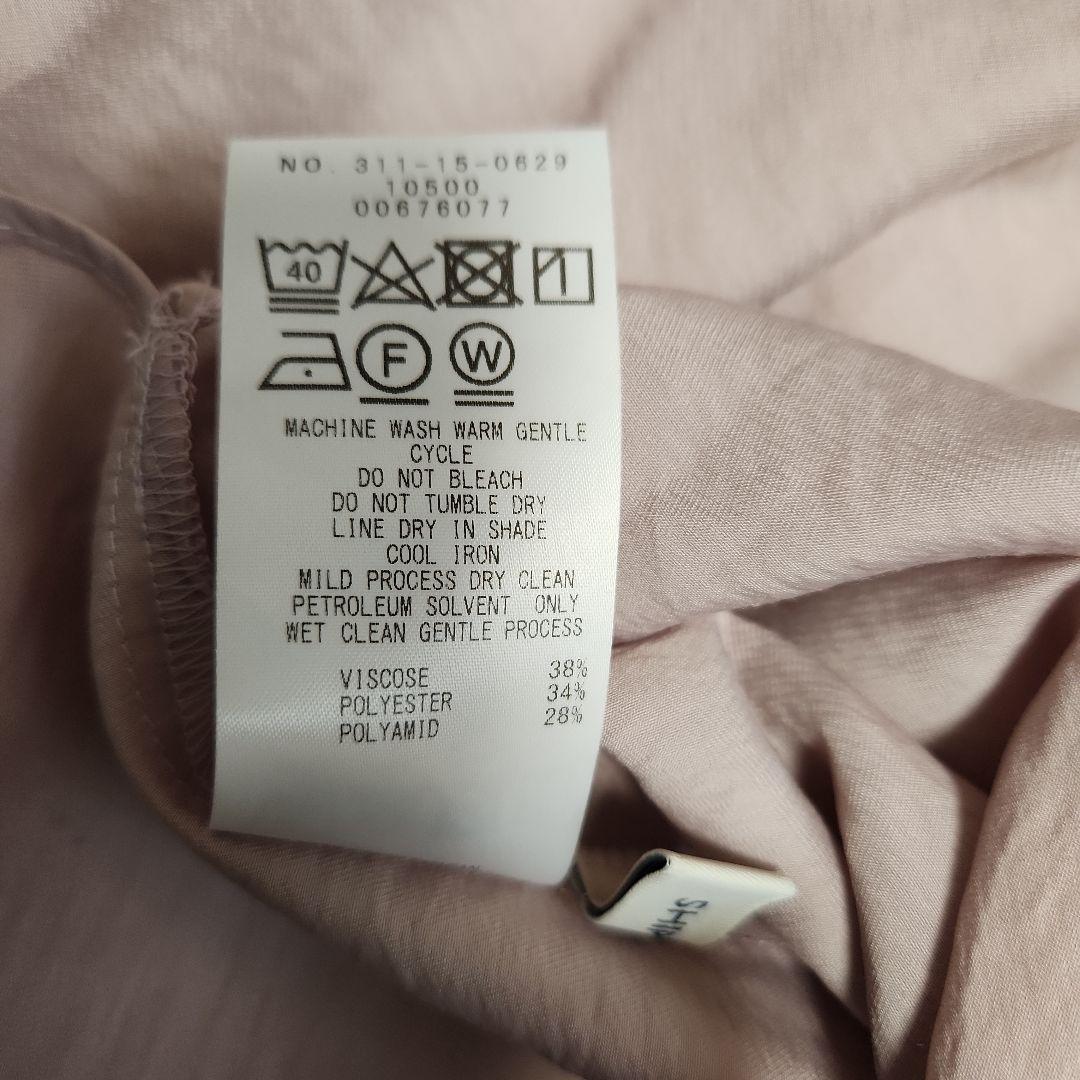 NO. 311-15-0629
10500
00676077
40
F W
MACHINE WASH WARM GENTLE
CYCLE
DO NOT BLEACH
DO NOT TUMBLE DRY
LINE DRY IN SHADE
COOL IRON
MILD PROCESS DRY CLEAN
PETROLEUM SOLVENT ONLY
WET CLEAN GENTLE PROCESS
VISCOSE 38%
POLYESTER 34%
POLYAMID 28%